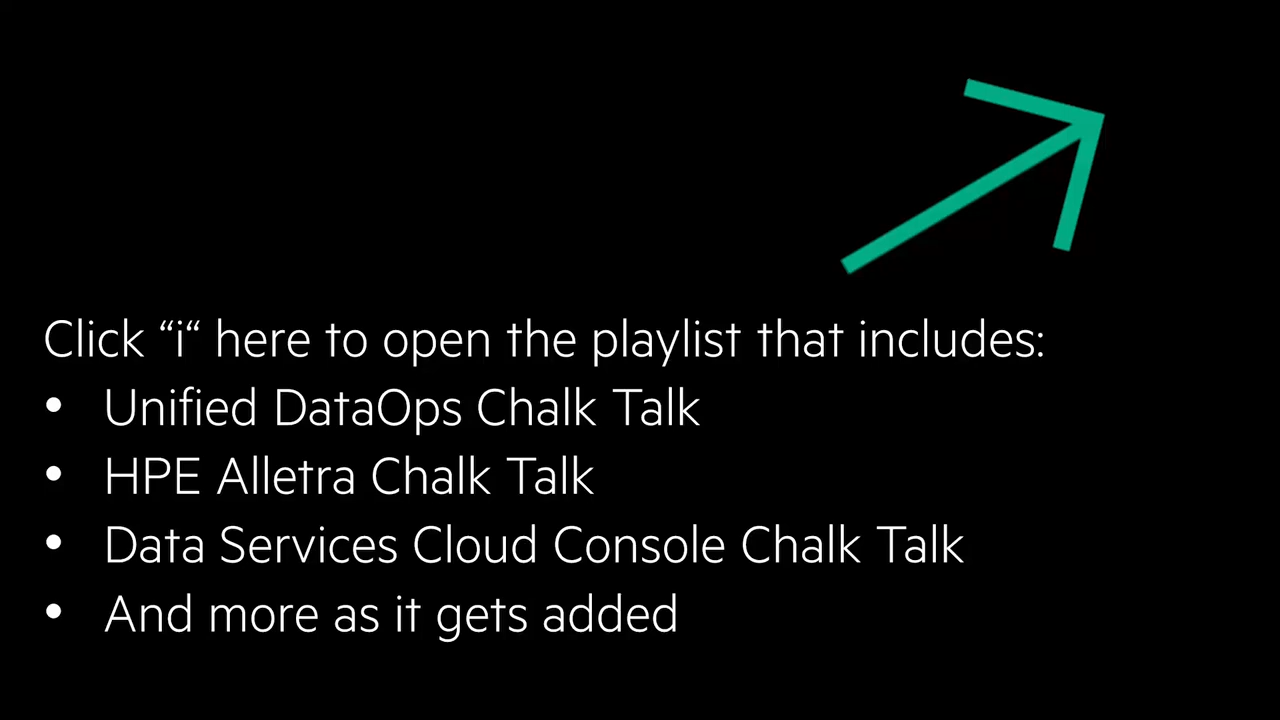 Click “i“ here to open the playlist that includes:
• Unified DataOps Chalk Talk
• HPE Alletra Chalk Talk
• Data Services Cloud Console Chalk Talk
• And more as it gets added